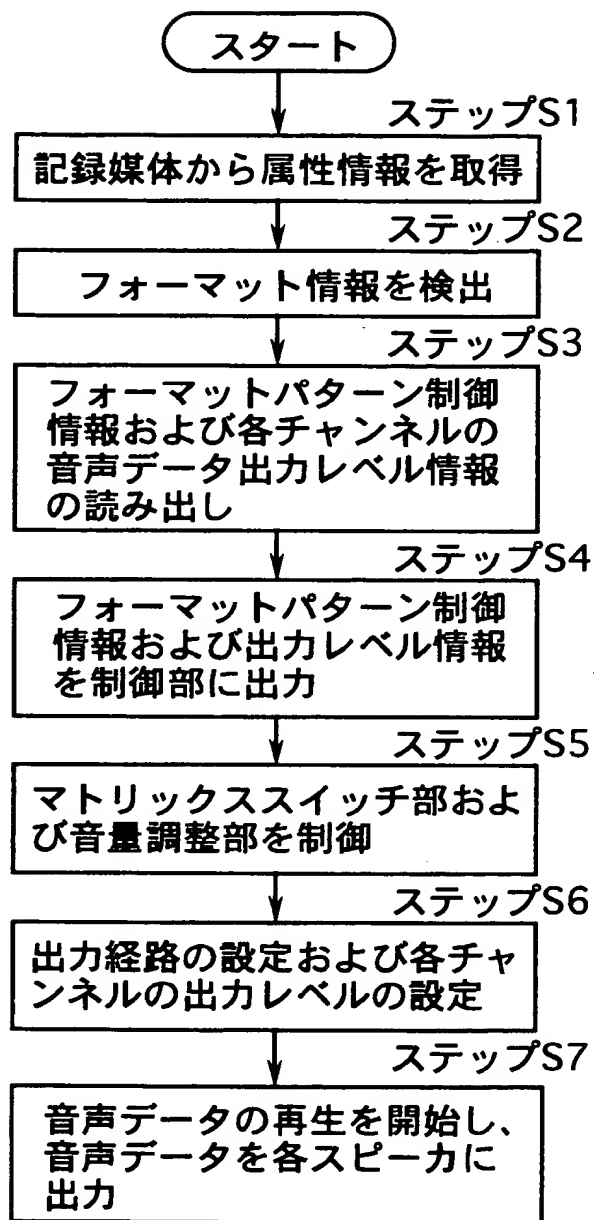 スタート
ステップS1
記録媒体から属性情報を取得
ステップS2
フォーマット情報を検出
ステップS3
フォーマットパターン制御
情報および各チャンネルの
音声データ出力レベル情報
の読み出し
ステップS4
フォーマットパターン制御
情報および出力レベル情報
を制御部に出力
ステップS5
マトリックススイッチ部およ
び音量調整部を制御
ステップS6
出力経路の設定および各チャ
ンネルの出力レベルの設定
ステップS7
音声データの再生を開始し、
音声データを各スピーカに
出力